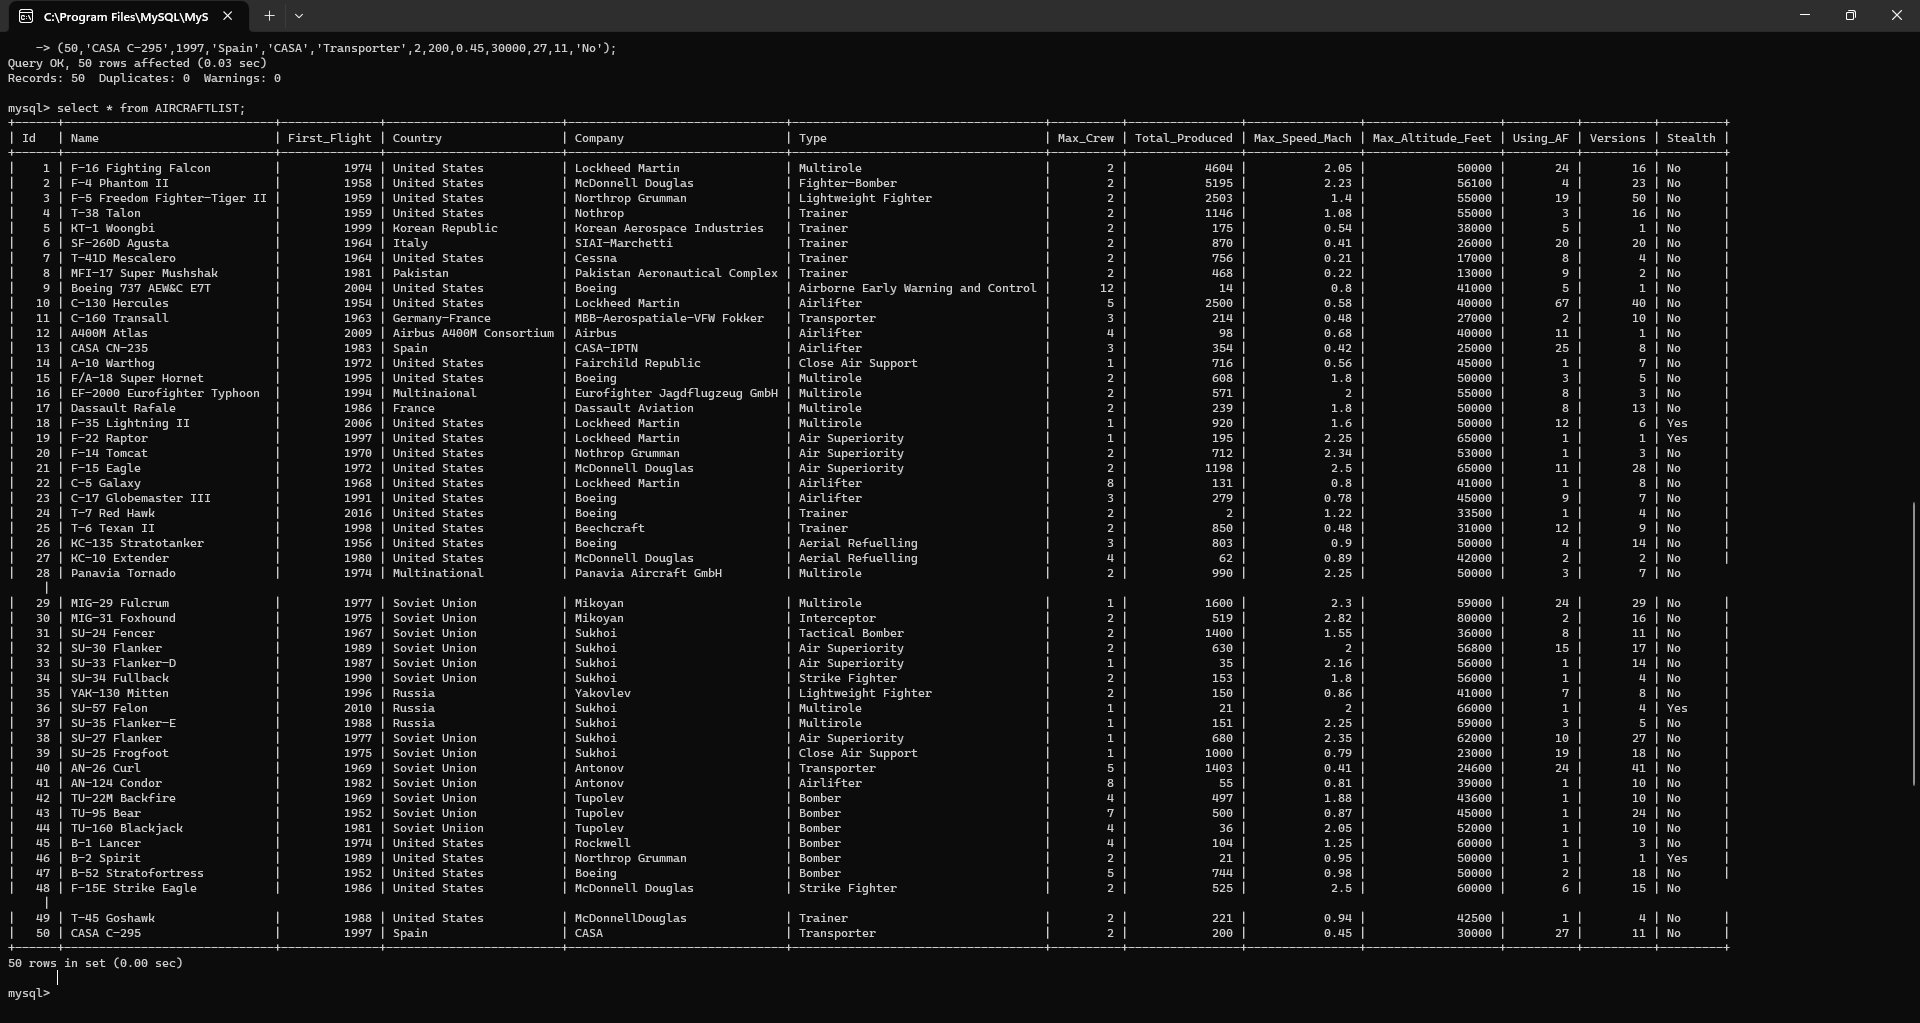 C:\Program Files\MySQL\MyS
-> (50,'CASA C-295',1997,'Spain','CASA','Transporter',2,200,0.45,30000,27,11,'No');
Query OK, 50 rows affected (0.03 sec)
Records: 50  Duplicates: 0  Warnings: 0
mysql> select * from AIRCRAFTLIST;
| Id | Name | First_Flight | Country | Company | Type | Max_Crew | Total_Produced | Max_Speed_Mach | Max_Altitude_Feet | Using_AF | Versions | Stealth |
| 1 | F-16 Fighting Falcon | 1974 | United States | Lockheed Martin | Multirole | 2 | 4604 | 2.05 | 50000 | 24 | 16 | No |
| 2 | F-4 Phantom II | 1958 | United States | McDonnell Douglas | Fighter-Bomber | 2 | 5195 | 2.23 | 56100 | 4 | 23 | No |
| 3 | F-5 Freedom Fighter-Tiger II | 1959 | United States | Northrop Grumman | Lightweight Fighter | 2 | 2503 | 1.4 | 55000 | 19 | 50 | No |
| 4 | T-38 Talon | 1959 | United States | Nothrop | Trainer | 2 | 1146 | 1.08 | 55000 | 3 | 16 | No |
| 5 | KT-1 Woongbi | 1999 | Korean Republic | Korean Aerospace Industries | Trainer | 2 | 175 | 0.54 | 38000 | 5 | 1 | No |
| 6 | SF-260D Agusta | 1964 | Italy | SIAI-Marchetti | Trainer | 2 | 870 | 0.41 | 26000 | 20 | 20 | No |
| 7 | T-41D Mescalero | 1964 | United States | Cessna | Trainer | 2 | 756 | 0.21 | 17000 | 8 | 4 | No |
| 8 | MFI-17 Super Mushshak | 1981 | Pakistan | Pakistan Aeronautical Complex | Trainer | 2 | 468 | 0.22 | 13000 | 9 | 2 | No |
| 9 | Boeing 737 AEW&C E7T | 2004 | United States | Boeing | Airborne Early Warning and Control | 12 | 14 | 0.8 | 41000 | 5 | 1 | No |
| 10 | C-130 Hercules | 1954 | United States | Lockheed Martin | Airlifter | 5 | 2500 | 0.58 | 40000 | 67 | 40 | No |
| 11 | C-160 Transall | 1963 | Germany-France | MBB-Aerospatiale-VFW Fokker | Transporter | 3 | 214 | 0.48 | 27000 | 2 | 10 | No |
| 12 | A400M Atlas | 2009 | Airbus A400M Consortium | Airbus | Airlifter | 4 | 98 | 0.68 | 40000 | 11 | 1 | No |
| 13 | CASA CN-235 | 1983 | Spain | CASA-IPTN | Airlifter | 3 | 354 | 0.42 | 25000 | 25 | 8 | No |
| 14 | A-10 Warthog | 1972 | United States | Fairchild Republic | Close Air Support | 1 | 716 | 0.56 | 45000 | 1 | 7 | No |
| 15 | F/A-18 Super Hornet | 1995 | United States | Boeing | Multirole | 2 | 608 | 1.8 | 50000 | 3 | 5 | No |
| 16 | EF-2000 Eurofighter Typhoon | 1994 | Multinaional | Eurofighter Jagdflugzeug GmbH | Multirole | 2 | 571 | 2 | 55000 | 8 | 3 | No |
| 17 | Dassault Rafale | 1986 | France | Dassault Aviation | Multirole | 2 | 239 | 1.8 | 50000 | 8 | 13 | No |
| 18 | F-35 Lightning II | 2006 | United States | Lockheed Martin | Multirole | 1 | 920 | 1.6 | 50000 | 12 | 6 | Yes |
| 19 | F-22 Raptor | 1997 | United States | Lockheed Martin | Air Superiority | 1 | 195 | 2.25 | 65000 | 1 | 1 | Yes |
| 20 | F-14 Tomcat | 1970 | United States | Nothrop Grumman | Air Superiority | 2 | 712 | 2.34 | 53000 | 1 | 3 | No |
| 21 | F-15 Eagle | 1972 | United States | McDonnell Douglas | Air Superiority | 2 | 1198 | 2.5 | 65000 | 11 | 28 | No |
| 22 | C-5 Galaxy | 1968 | United States | Lockheed Martin | Airlifter | 8 | 131 | 0.8 | 41000 | 1 | 8 | No |
| 23 | C-17 Globemaster III | 1991 | United States | Boeing | Airlifter | 3 | 279 | 0.78 | 45000 | 9 | 7 | No |
| 24 | T-7 Red Hawk | 2016 | United States | Boeing | Trainer | 2 | 2 | 1.22 | 33500 | 1 | 4 | No |
| 25 | T-6 Texan II | 1998 | United States | Beechcraft | Trainer | 2 | 850 | 0.48 | 31000 | 12 | 9 | No |
| 26 | KC-135 Stratotanker | 1956 | United States | Boeing | Aerial Refuelling | 3 | 803 | 0.9 | 50000 | 4 | 14 | No |
| 27 | KC-10 Extender | 1980 | United States | McDonnell Douglas | Aerial Refuelling | 4 | 62 | 0.89 | 42000 | 2 | 2 | No |
| 28 | Panavia Tornado | 1974 | Multinational | Panavia Aircraft GmbH | Multirole | 2 | 990 | 2.25 | 50000 | 3 | 7 | No
|
| 29 | MIG-29 Fulcrum | 1977 | Soviet Union | Mikoyan | Multirole | 1 | 1600 | 2.3 | 59000 | 24 | 29 | No |
| 30 | MIG-31 Foxhound | 1975 | Soviet Union | Mikoyan | Interceptor | 2 | 519 | 2.82 | 80000 | 2 | 16 | No |
| 31 | SU-24 Fencer | 1967 | Soviet Union | Sukhoi | Tactical Bomber | 2 | 1400 | 1.55 | 36000 | 8 | 11 | No |
| 32 | SU-30 Flanker | 1989 | Soviet Union | Sukhoi | Air Superiority | 2 | 630 | 2 | 56800 | 15 | 17 | No |
| 33 | SU-33 Flanker-D | 1987 | Soviet Union | Sukhoi | Air Superiority | 1 | 35 | 2.16 | 56000 | 1 | 14 | No |
| 34 | SU-34 Fullback | 1990 | Soviet Union | Sukhoi | Strike Fighter | 2 | 153 | 1.8 | 56000 | 1 | 4 | No |
| 35 | YAK-130 Mitten | 1996 | Russia | Yakovlev | Lightweight Fighter | 2 | 150 | 0.86 | 41000 | 7 | 8 | No |
| 36 | SU-57 Felon | 2010 | Russia | Sukhoi | Multirole | 1 | 21 | 2 | 66000 | 1 | 4 | Yes |
| 37 | SU-35 Flanker-E | 1988 | Russia | Sukhoi | Multirole | 1 | 151 | 2.25 | 59000 | 3 | 5 | No |
| 38 | SU-27 Flanker | 1977 | Soviet Union | Sukhoi | Air Superiority | 1 | 680 | 2.35 | 62000 | 10 | 27 | No |
| 39 | SU-25 Frogfoot | 1975 | Soviet Union | Sukhoi | Close Air Support | 1 | 1000 | 0.79 | 23000 | 19 | 18 | No |
| 40 | AN-26 Curl | 1969 | Soviet Union | Antonov | Transporter | 5 | 1403 | 0.41 | 24600 | 24 | 41 | No |
| 41 | AN-124 Condor | 1982 | Soviet Union | Antonov | Airlifter | 8 | 55 | 0.81 | 39000 | 1 | 10 | No |
| 42 | TU-22M Backfire | 1969 | Soviet Union | Tupolev | Bomber | 4 | 497 | 1.88 | 43600 | 1 | 10 | No |
| 43 | TU-95 Bear | 1952 | Soviet Union | Tupolev | Bomber | 7 | 500 | 0.87 | 45000 | 1 | 24 | No |
| 44 | TU-160 Blackjack | 1981 | Soviet Uniion | Tupolev | Bomber | 4 | 36 | 2.05 | 52000 | 1 | 10 | No |
| 45 | B-1 Lancer | 1974 | United States | Rockwell | Bomber | 4 | 104 | 1.25 | 60000 | 1 | 3 | No |
| 46 | B-2 Spirit | 1989 | United States | Northrop Grumman | Bomber | 2 | 21 | 0.95 | 50000 | 1 | 1 | Yes |
| 47 | B-52 Stratofortress | 1952 | United States | Boeing | Bomber | 5 | 744 | 0.98 | 50000 | 2 | 18 | No |
| 48 | F-15E Strike Eagle | 1986 | United States | McDonnell Douglas | Strike Fighter | 2 | 525 | 2.5 | 60000 | 6 | 15 | No
|
| 49 | T-45 Goshawk | 1988 | United States | McDonnellDouglas | Trainer | 2 | 221 | 0.94 | 42500 | 1 | 4 | No |
| 50 | CASA C-295 | 1997 | Spain | CASA | Transporter | 2 | 200 | 0.45 | 30000 | 27 | 11 | No |
50 rows in set (0.00 sec)
mysql>